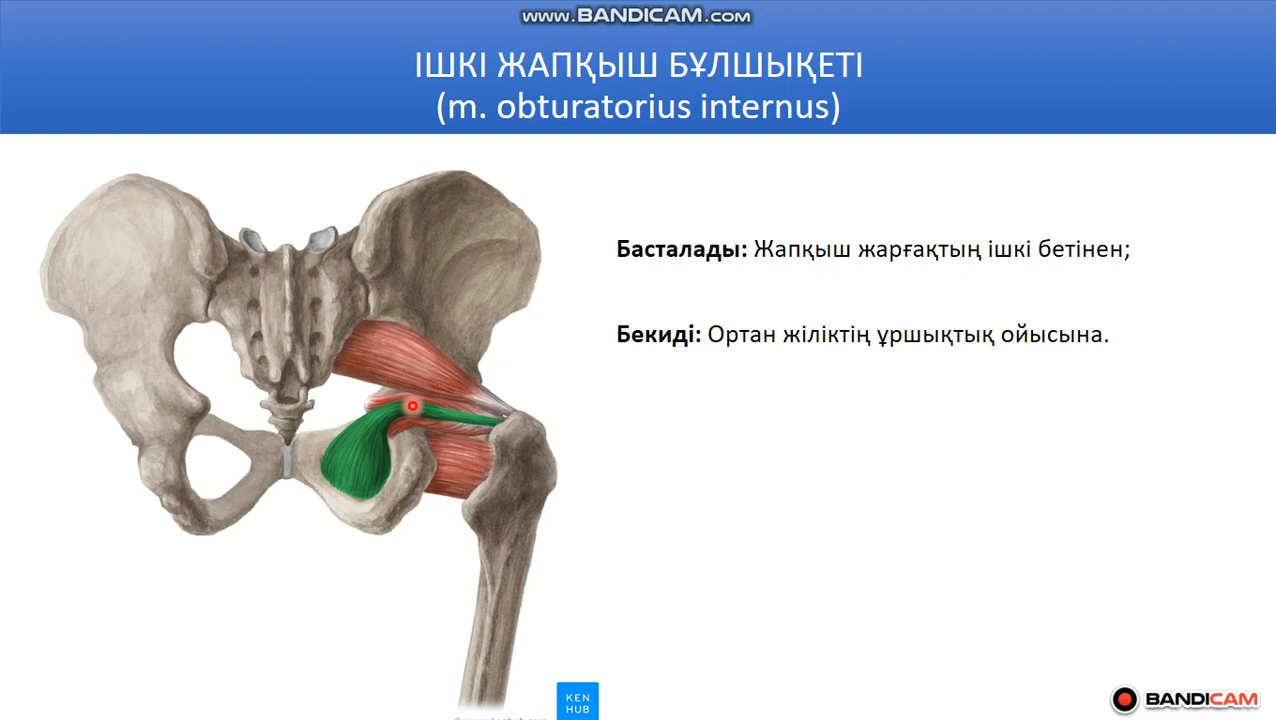 www.BANDICAM.com
ІШКІ ЖАПҚЫШ БҰЛШЫҚЕТІ
(m. obturatorius internus)
Басталады: Жапқыш жарғақтың ішкі бетінен;
Бекиді: Ортан жіліктің ұршықтық ойысына.
KEN
HUB
BANDICAM